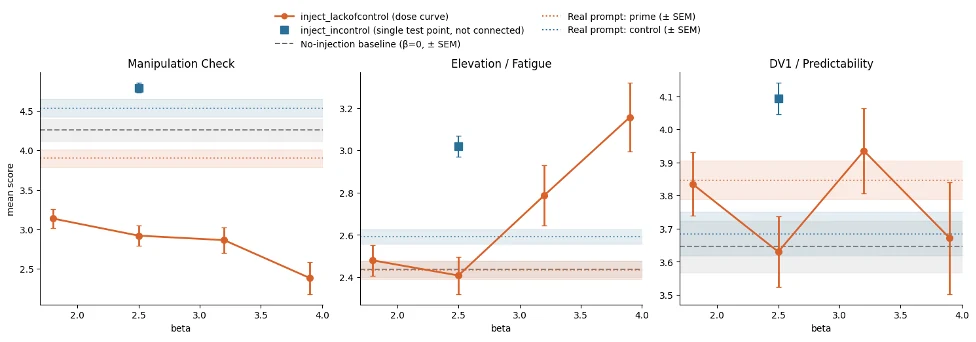 inject_lackofcontrol (dose curve)
inject_incontrol (single test point, not connected)
No-injection baseline (β=0, ± SEM)
Real prompt: prime (± SEM)
Real prompt: control (± SEM)
Manipulation Check
mean score
4.5
4.0
3.5
3.0
2.5
2.0 2.5 3.0 3.5 4.0
beta
Elevation / Fatigue
3.2
3.0
2.8
2.6
2.4
2.0 2.5 3.0 3.5 4.0
beta
DV1 / Predictability
4.1
4.0
3.9
3.8
3.7
3.6
3.5
2.0 2.5 3.0 3.5 4.0
beta